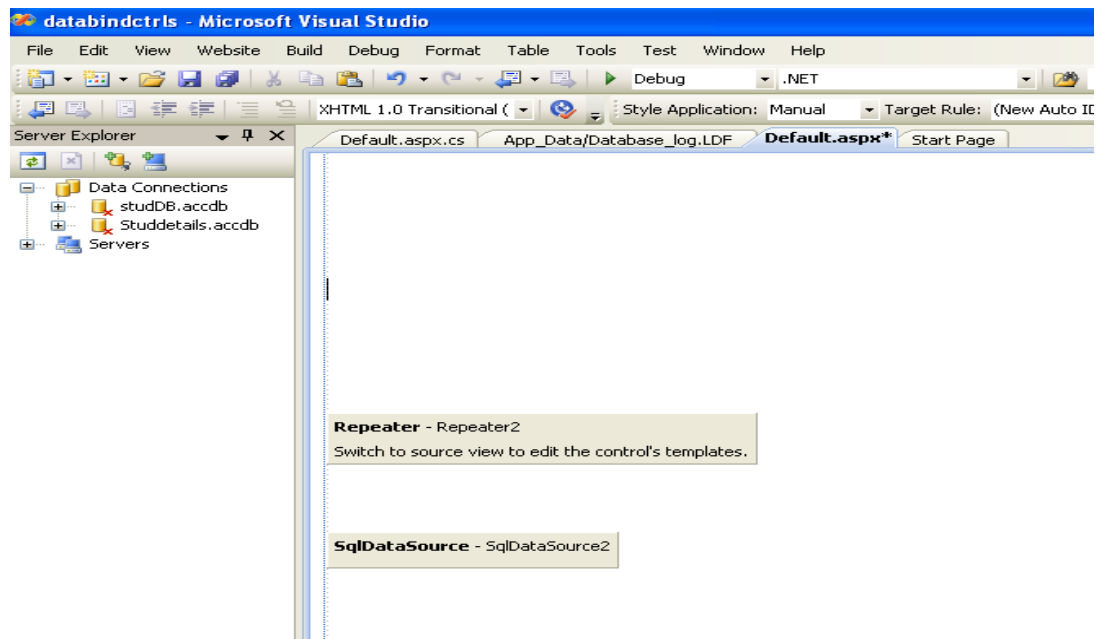 databindctrls - Microsoft Visual Studio
File Edit View Website Build Debug Format Table Tools Test Window Help
Debug .NET
XHTML 1.0 Transitional ( Style Application: Manual Target Rule: (New Auto ID
Server Explorer
Default.aspx.cs App_Data/Database_log.LDF Default.aspx* Start Page
Data Connections
studDB.accdb
Studdetails.accdb
Servers
Repeater - Repeater2
Switch to source view to edit the control's templates.
SqlDataSource - SqlDataSource2